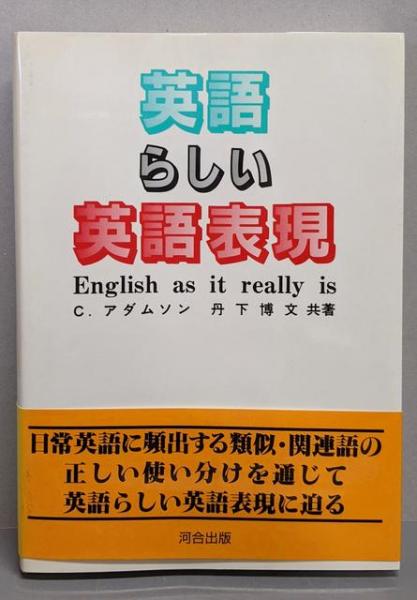 英語
らしい
英語表現
English as it really is
C. アダムソン 丹下博文 共著
日常英語に頻出する類似・関連語の
正しい使い分けを通じて
英語らしい英語表現に迫る
河合出版